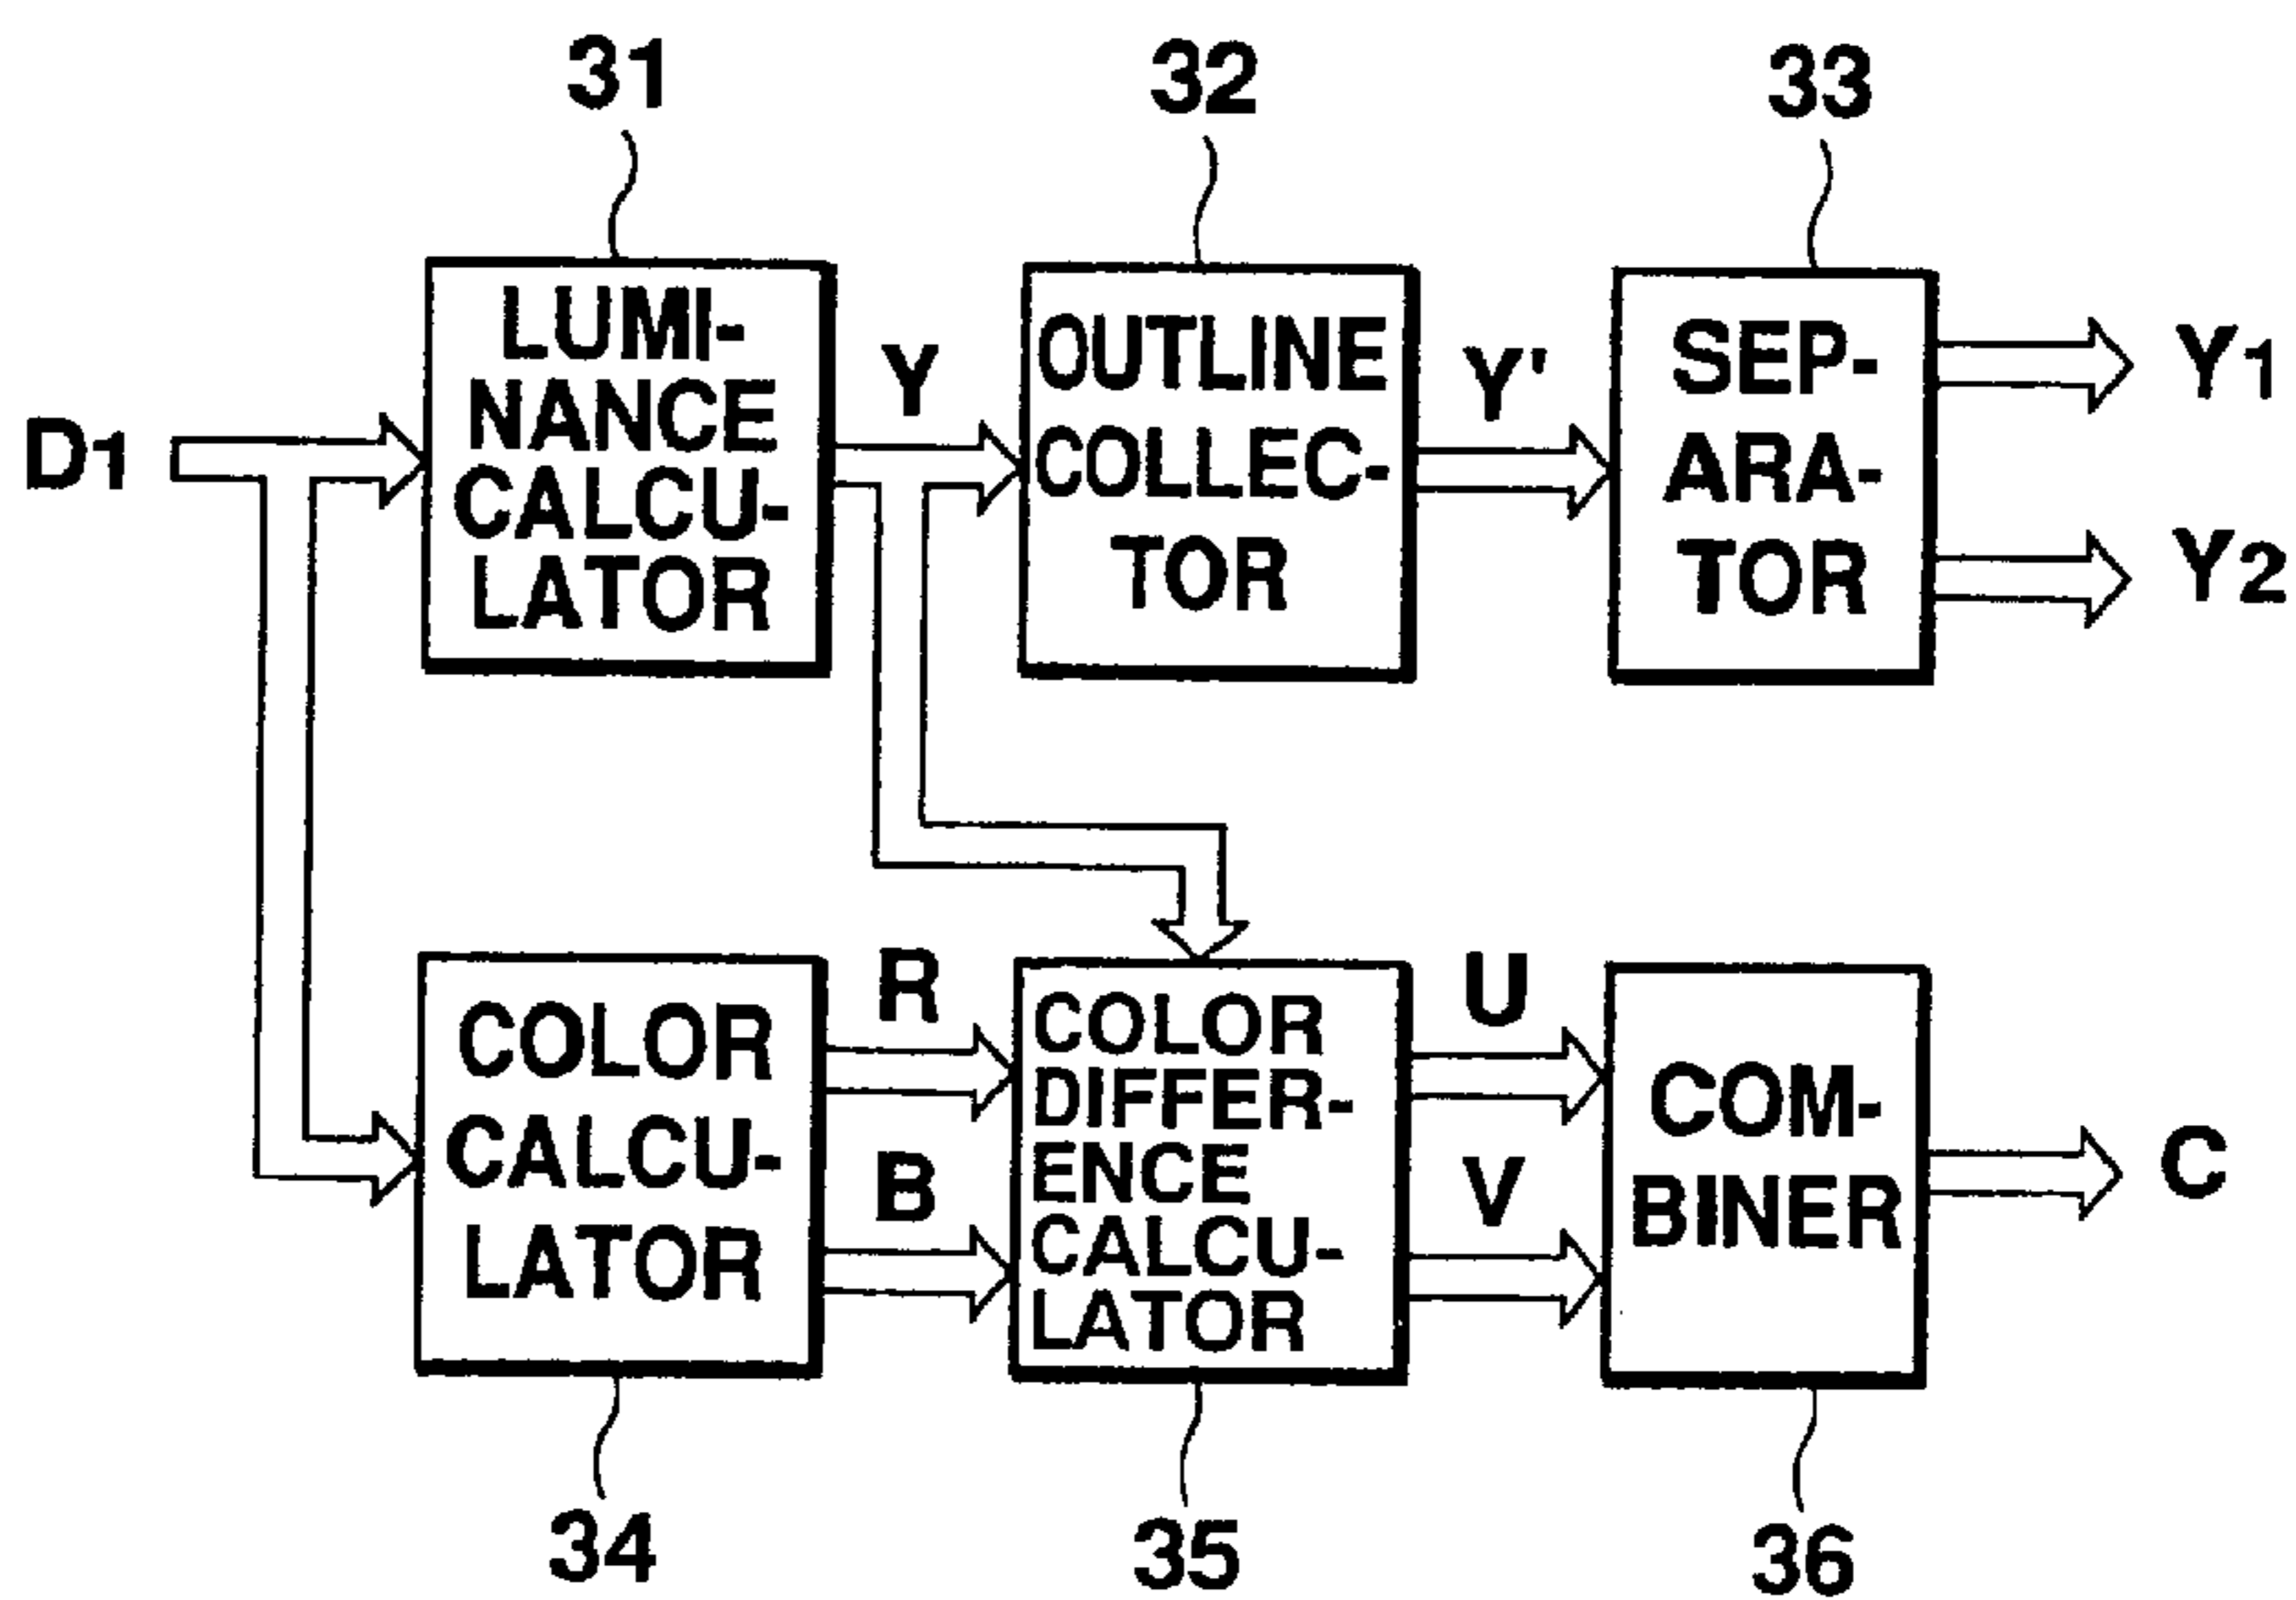 31
32
33
D1
LUMI-
NANCE
CALCU-
LATOR
Y
OUTLINE
COLLEC-
TOR
Y'
SEP-
ARA-
TOR
Y1
Y2
COLOR
CALCU-
LATOR
R
B
COLOR
DIFFER-
ENCE
CALCU-
LATOR
U
V
COM-
BINER
C
34
35
36